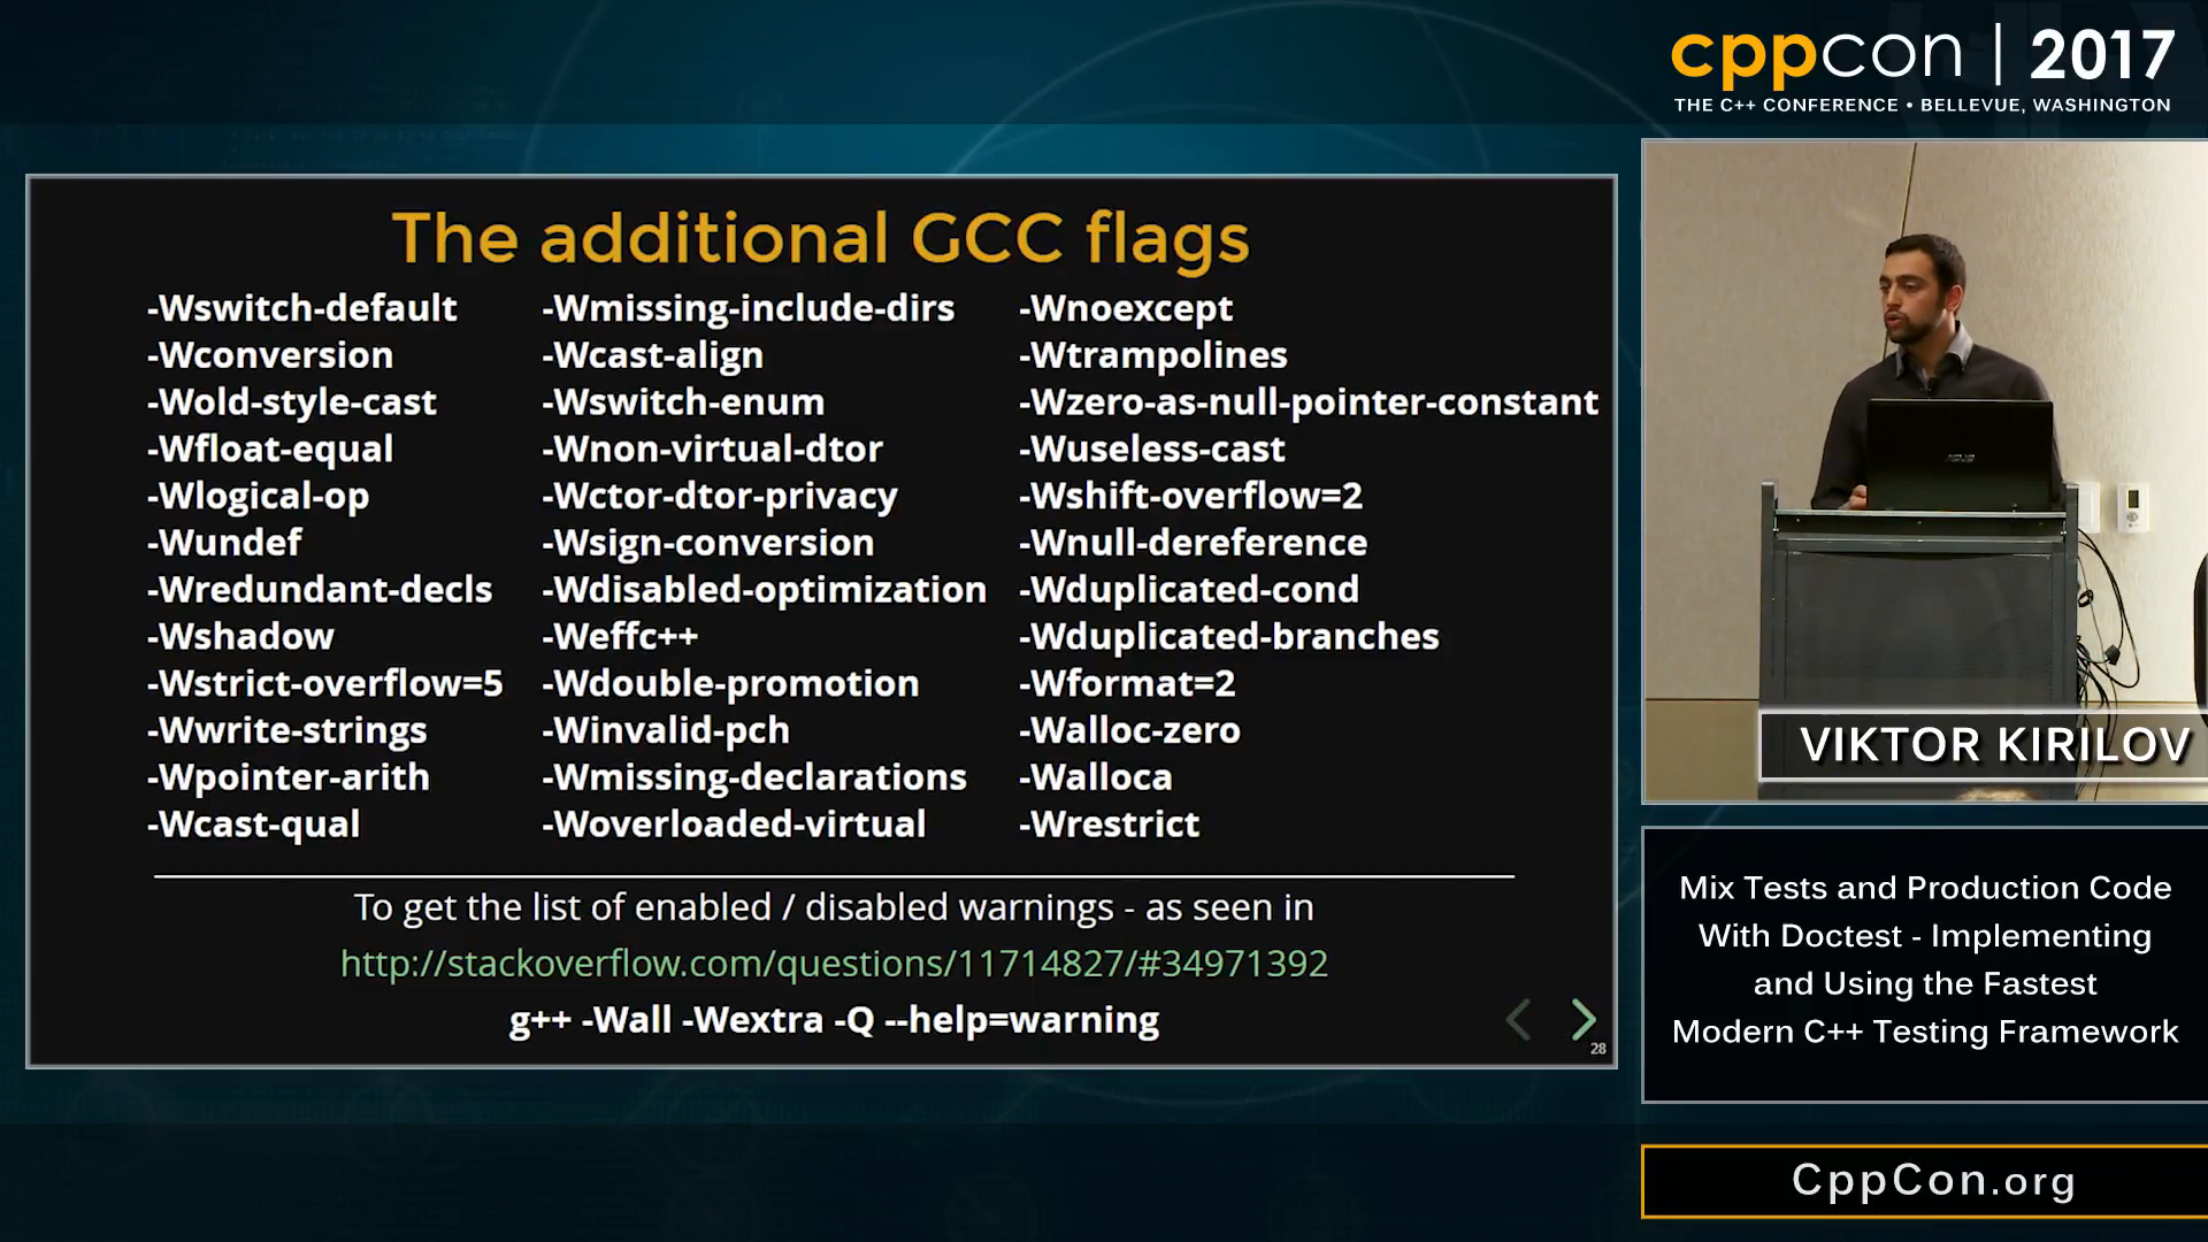 cppcon | 2017
THE C++ CONFERENCE • BELLEVUE, WASHINGTON
The additional GCC flags
-Wswitch-default
-Wconversion
-Wold-style-cast
-Wfloat-equal
-Wlogical-op
-Wundef
-Wredundant-decls
-Wshadow
-Wstrict-overflow=5
-Wwrite-strings
-Wpointer-arith
-Wcast-qual
-Wmissing-include-dirs
-Wcast-align
-Wswitch-enum
-Wnon-virtual-dtor
-Wctor-dtor-privacy
-Wsign-conversion
-Wdisabled-optimization
-Weffc++
-Wdouble-promotion
-Winvalid-pch
-Wmissing-declarations
-Woverloaded-virtual
-Wnoexcept
-Wtrampolines
-Wzero-as-null-pointer-constant
-Wuseless-cast
-Wshift-overflow=2
-Wnull-dereference
-Wduplicated-cond
-Wduplicated-branches
-Wformat=2
-Walloc-zero
-Walloca
-Wrestrict
To get the list of enabled / disabled warnings - as seen in
http://stackoverflow.com/questions/11714827/#34971392
g++ -Wall -Wextra -Q --help=warning
28
ASUS
VIKTOR KIRILOV
Mix Tests and Production Code
With Doctest - Implementing
and Using the Fastest
Modern C++ Testing Framework
CppCon.org